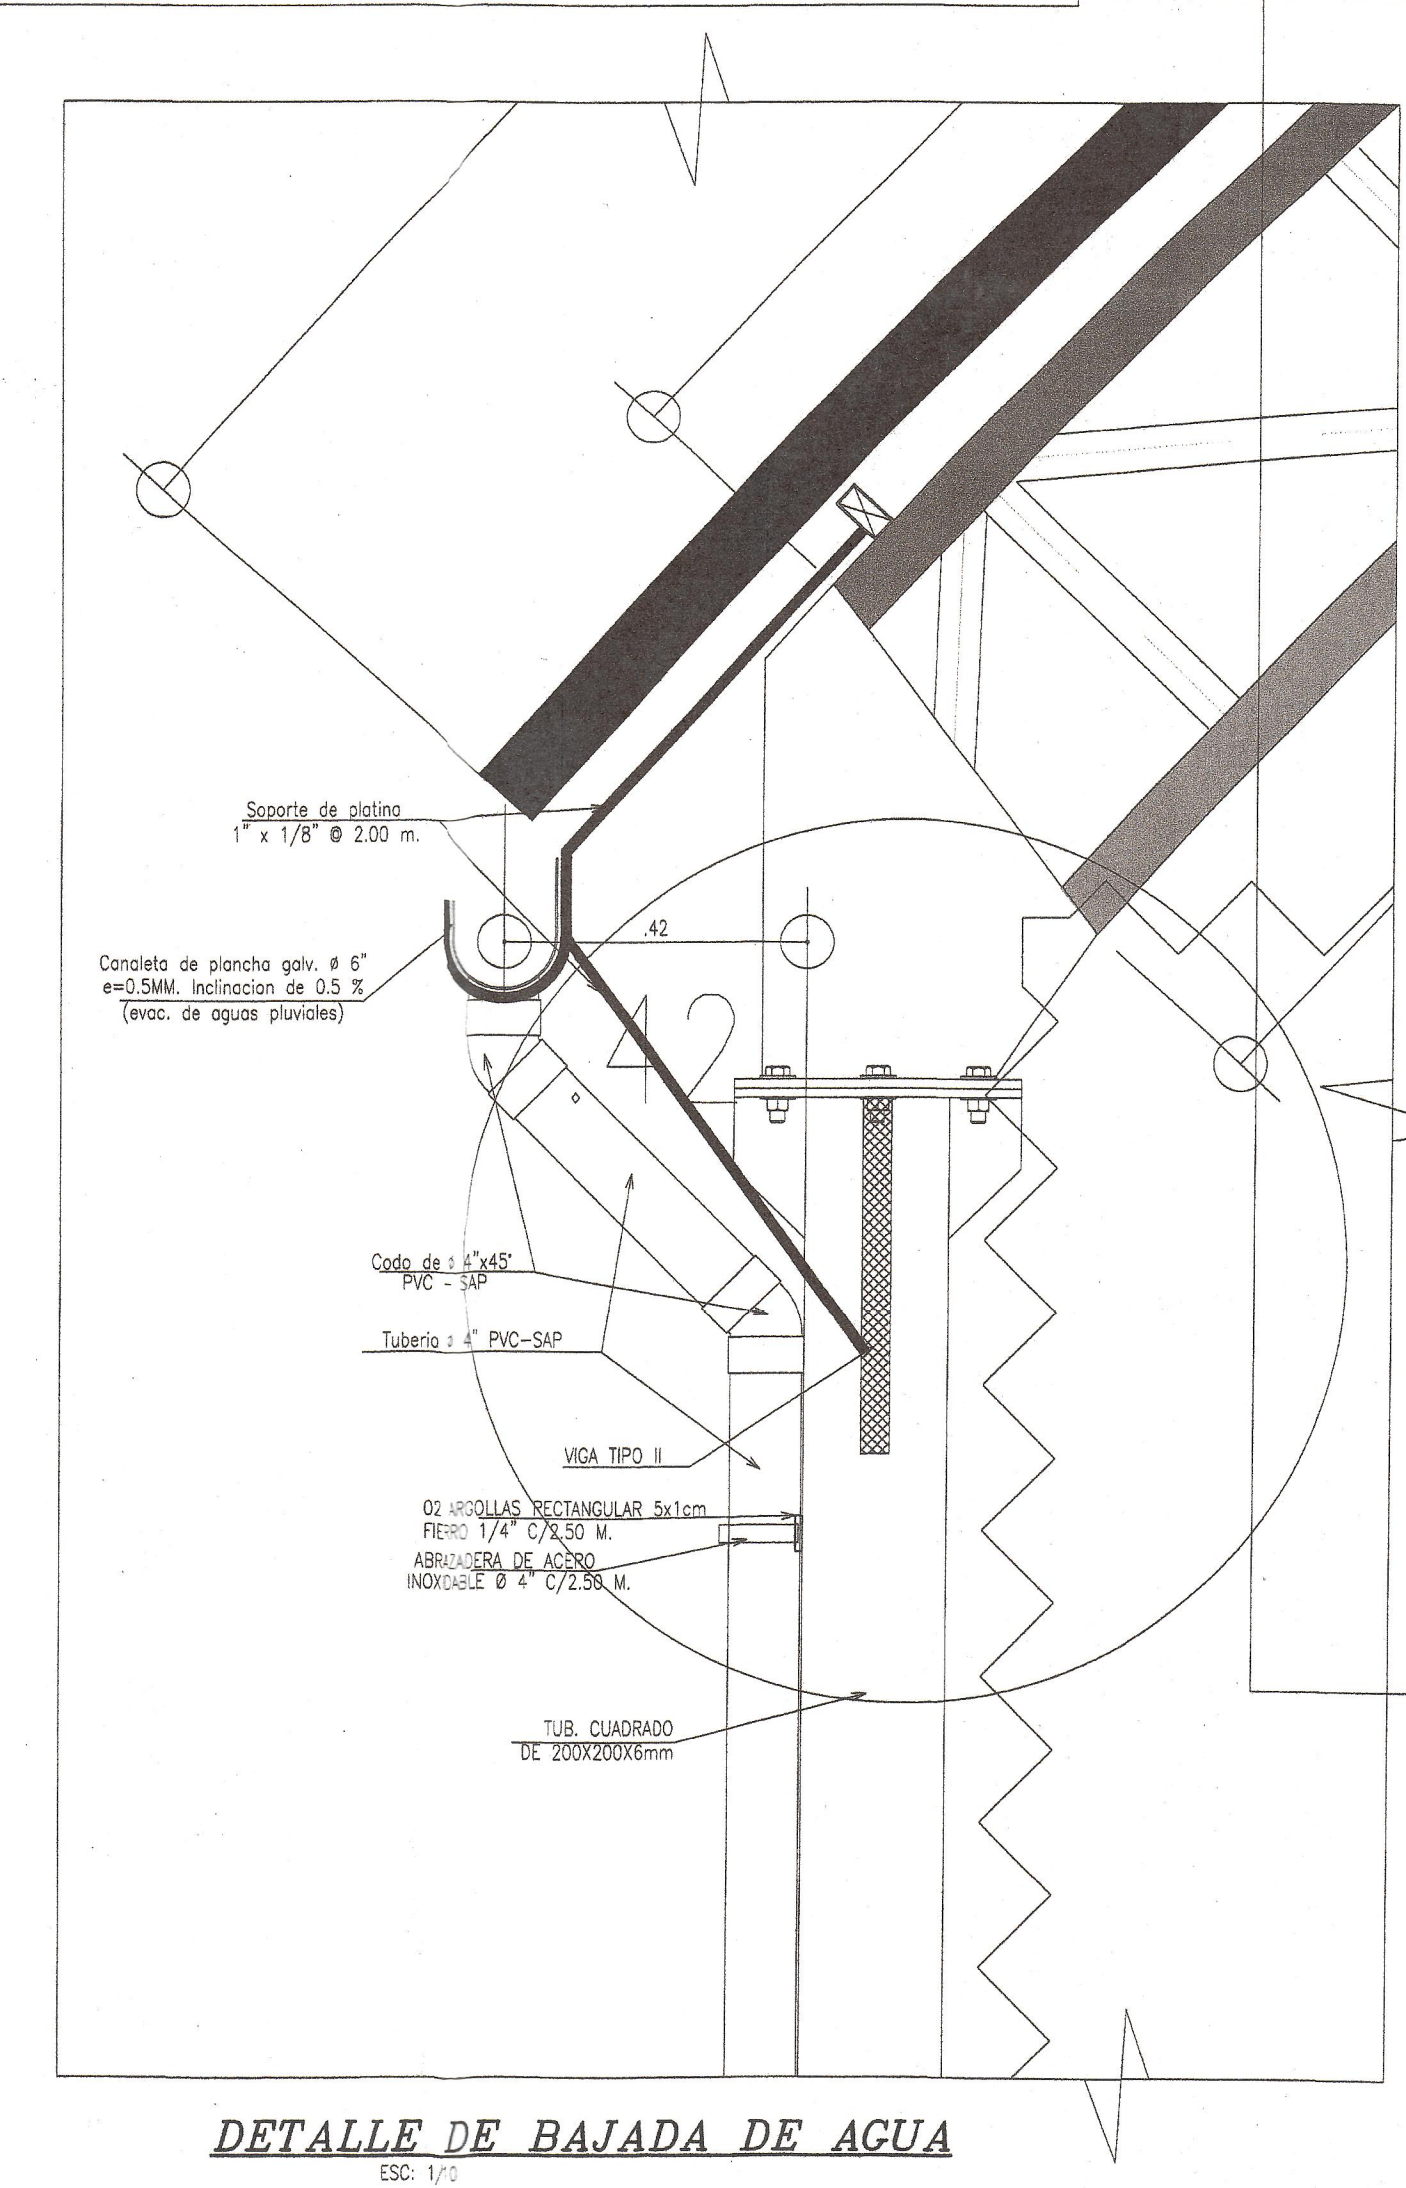 Soporte de platina
1" x 1/8" @ 2.00 m.
.42
Canaleta de plancha galv. Ø 6"
e=0.5MM. Inclinacion de 0.5 %
(evac. de aguas pluviales)
42
Codo de ø 4"x45°
PVC - SAP
Tuberia ø 4" PVC-SAP
VIGA TIPO II
02 ARGOLLAS RECTANGULAR 5x1cm
FIERRO 1/4" C/2.50 M.
ABRAZADERA DE ACERO
INOXIDABLE Ø 4" C/2.50 M.
TUB. CUADRADO
DE 200X200X6mm
DETALLE DE BAJADA DE AGUA
ESC: 1/10